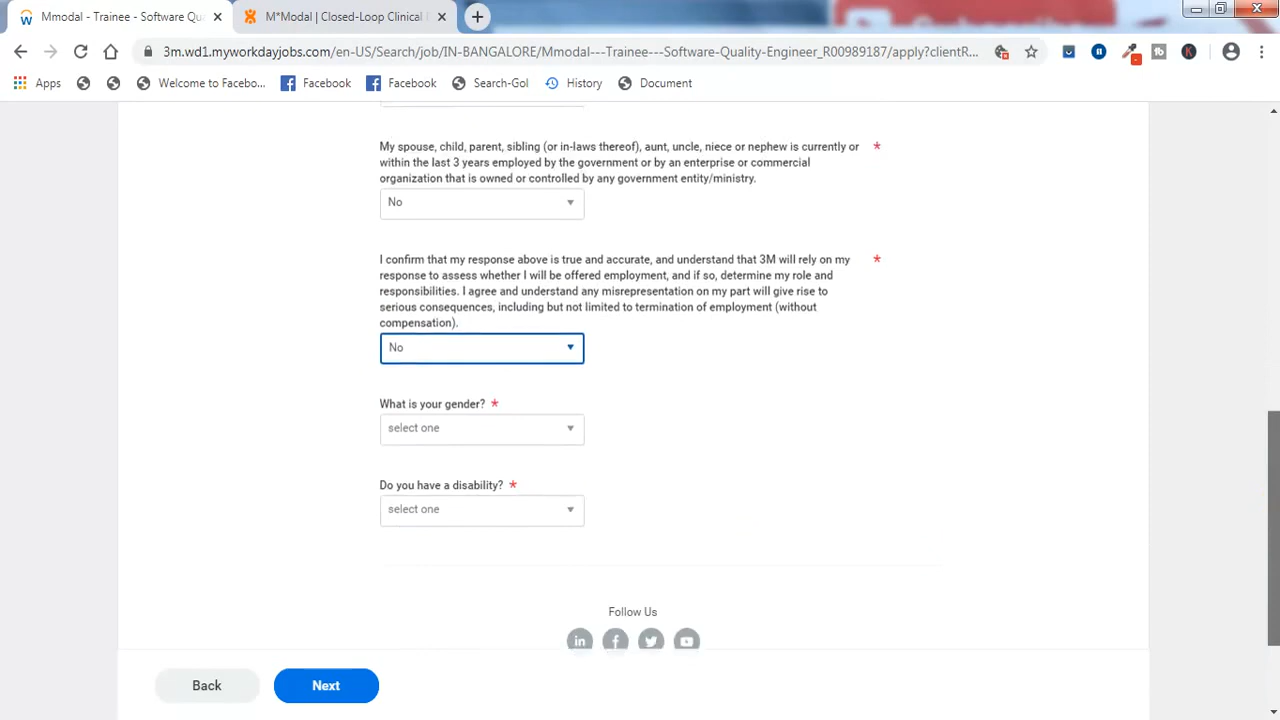 Mmodal - Trainee - Software Qu
M*Modal | Closed-Loop Clinical I
Subscribe
3m.wd1.myworkdayjobs.com/en-US/Search/job/IN-BANGALORE/Mmodal---Trainee---Software-Quality-Engineer_R00989187/apply?clientR...
Apps
Welcome to Facebo...
Facebook
Facebook
Search-Gol
History
Document
My spouse, child, parent, sibling (or in-laws thereof), aunt, uncle, niece or nephew is currently or *
within the last 3 years employed by the government or by an enterprise or commercial
organization that is owned or controlled by any government entity/ministry.
No
I confirm that my response above is true and accurate, and understand that 3M will rely on my *
response to assess whether I will be offered employment, and if so, determine my role and
responsibilities. I agree and understand any misrepresentation on my part will give rise to
serious consequences, including but not limited to termination of employment (without
compensation).
No
What is your gender? *
select one
Do you have a disability? *
select one
Follow Us
Back
Next